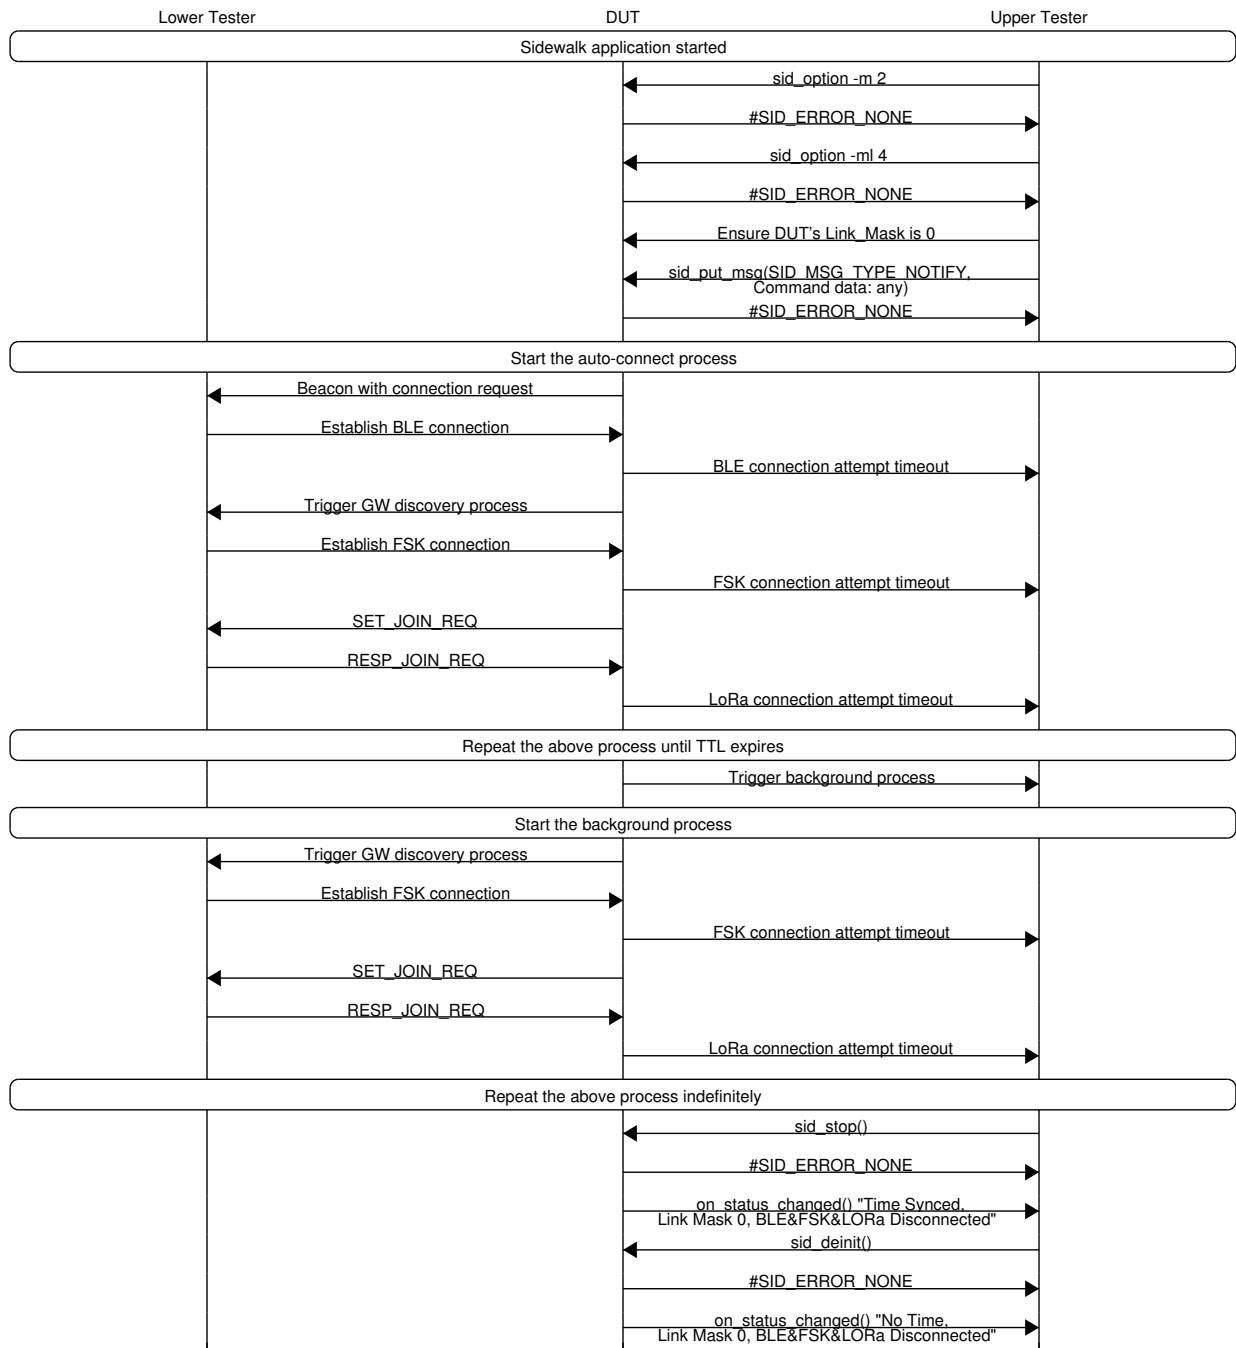 Lower Tester DUT Upper Tester
Sidewalk application started
sid_option -m 2
#SID_ERROR_NONE
sid_option -ml 4
#SID_ERROR_NONE
Ensure DUT's Link_Mask is 0
sid_put_msg(SID_MSG_TYPE_NOTIFY,
Command data: any)
#SID_ERROR_NONE
Start the auto-connect process
Beacon with connection request
Establish BLE connection
BLE connection attempt timeout
Trigger GW discovery process
Establish FSK connection
FSK connection attempt timeout
SET_JOIN_REQ
RESP_JOIN_REQ
LoRa connection attempt timeout
Repeat the above process until TTL expires
Trigger background process
Start the background process
Trigger GW discovery process
Establish FSK connection
FSK connection attempt timeout
SET_JOIN_REQ
RESP_JOIN_REQ
LoRa connection attempt timeout
Repeat the above process indefinitely
sid_stop()
#SID_ERROR_NONE
on_status_changed() "Time Synced,
Link Mask 0, BLE&FSK&LORa Disconnected"
sid_deinit()
#SID_ERROR_NONE
on_status_changed() "No Time,
Link Mask 0, BLE&FSK&LORa Disconnected"